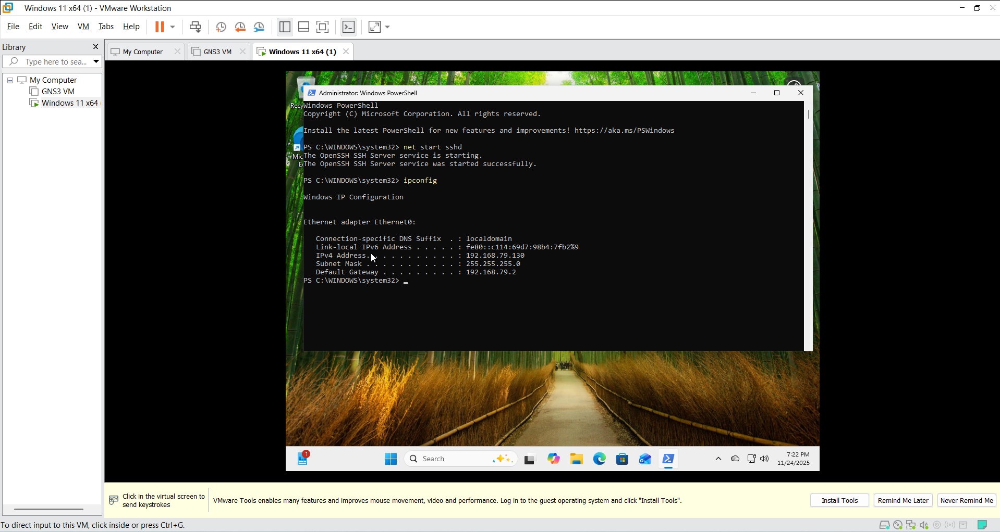 Windows 11 x64 (1) - VMware Workstation
File Edit View VM Tabs Help
Library
Type here to sea...
My Computer
GNS3 VM
Windows 11 x64
My Computer
GNS3 VM
Windows 11 x64 (1)
Administrator: Windows PowerShell
Windows PowerShell
Copyright (C) Microsoft Corporation. All rights reserved.
Install the latest PowerShell for new features and improvements! https://aka.ms/PSWindows
PS C:\WINDOWS\system32> net start sshd
The OpenSSH SSH Server service is starting.
The OpenSSH SSH Server service was started successfully.
PS C:\WINDOWS\system32> ipconfig
Windows IP Configuration
Ethernet adapter Ethernet0:
Connection-specific DNS Suffix  . : localdomain
Link-local IPv6 Address . . . . . : fe80::c114:69d7:98b4:7fb2%9
IPv4 Address. . . . . . . . . . . : 192.168.79.130
Subnet Mask . . . . . . . . . . . : 255.255.255.0
Default Gateway . . . . . . . . . : 192.168.79.2
PS C:\WINDOWS\system32>
Recy
Mic
E
1
Search
7:22 PM
11/24/2025
Click in the virtual screen to
send keystrokes
VMware Tools enables many features and improves mouse movement, video and performance. Log in to the guest operating system and click "Install Tools".
Install Tools
Remind Me Later
Never Remind Me
To direct input to this VM, click inside or press Ctrl+G.